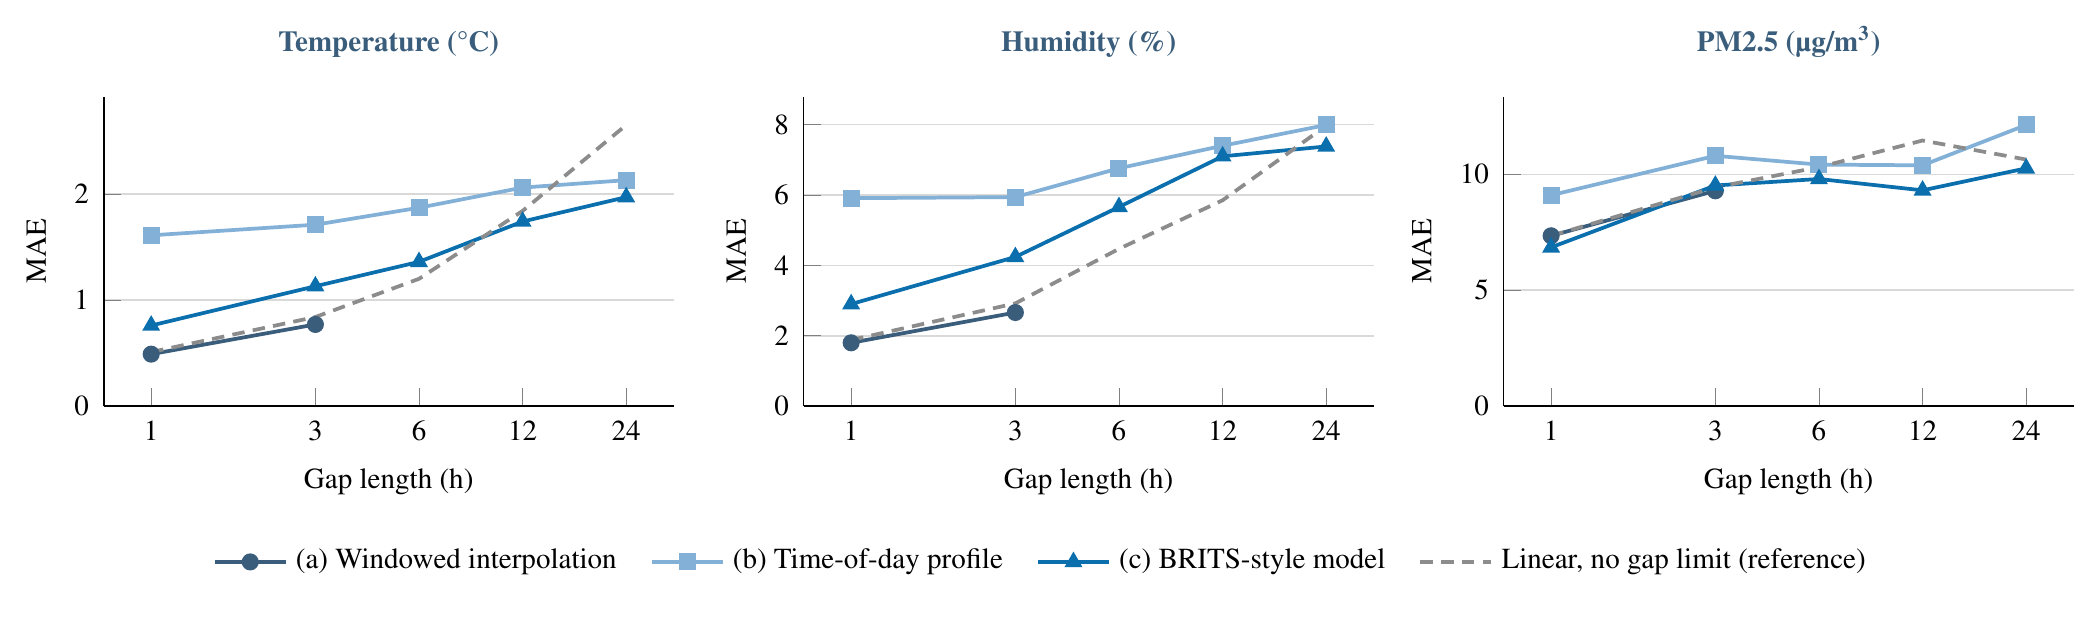 Temperature (°C)
MAE
2
1
0
1 3 6 12 24
Gap length (h)
Humidity (%)
MAE
8
6
4
2
0
1 3 6 12 24
Gap length (h)
PM2.5 (µg/m³)
MAE
10
5
0
1 3 6 12 24
Gap length (h)
(a) Windowed interpolation (b) Time-of-day profile (c) BRITS-style model Linear, no gap limit (reference)